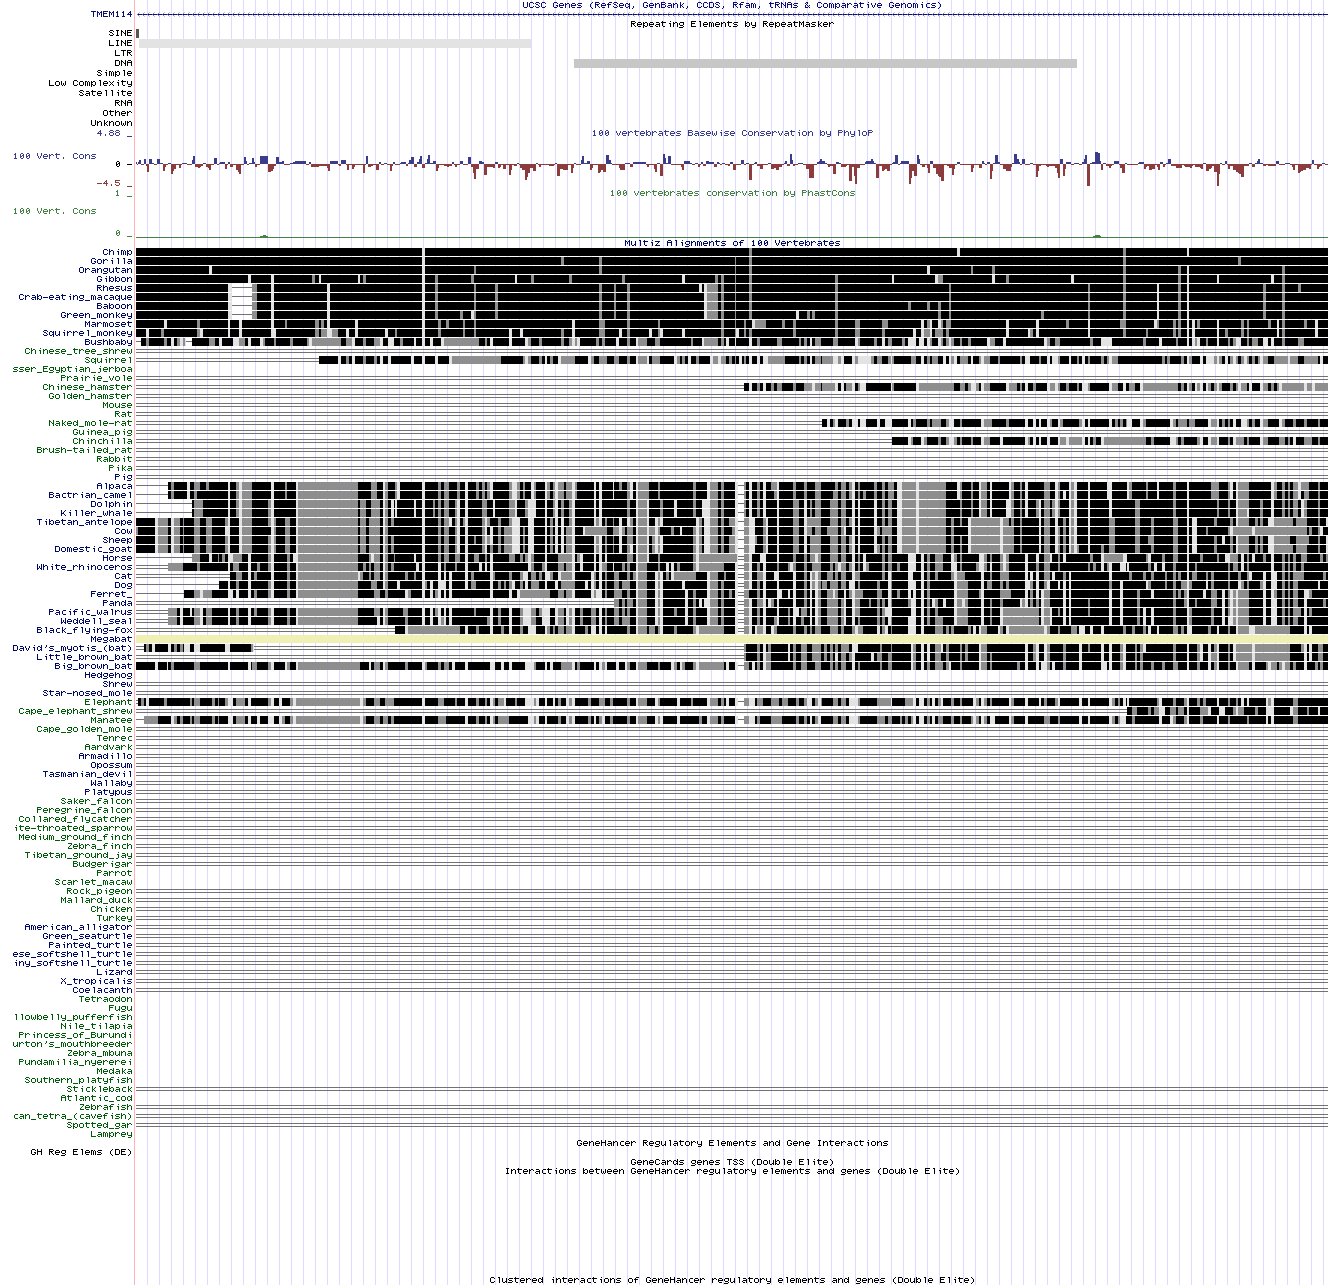 UCSC Genes (RefSeq, GenBank, CCDS, Rfam, tRNAs & Comparative Genomics)
TMEM114
Repeating Elements by RepeatMasker
SINE
LINE
LTR
DNA
Simple
Low Complexity
Satellite
RNA
Other
Unknown
4.88 _
100 vertebrates Basewise Conservation by PhyloP
100 Vert. Cons
0 _
-4.5 _
1 _
100 vertebrates conservation by PhastCons
100 Vert. Cons
0 _
Multiz Alignments of 100 Vertebrates
Chimp
Gorilla
Orangutan
Gibbon
Rhesus
Crab-eating_macaque
Baboon
Green_monkey
Marmoset
Squirrel_monkey
Bushbaby
Chinese_tree_shrew
Squirrel
sser_Egyptian_jerboa
Prairie_vole
Chinese_hamster
Golden_hamster
Mouse
Rat
Naked_mole-rat
Guinea_pig
Chinchilla
Brush-tailed_rat
Rabbit
Pika
Pig
Alpaca
Bactrian_camel
Dolphin
Killer_whale
Tibetan_antelope
Cow
Sheep
Domestic_goat
Horse
White_rhinoceros
Cat
Dog
Ferret_
Panda
Pacific_walrus
Weddell_seal
Black_flying-fox
Megabat
David's_myotis_(bat)
Little_brown_bat
Big_brown_bat
Hedgehog
Shrew
Star-nosed_mole
Elephant
Cape_elephant_shrew
Manatee
Cape_golden_mole
Tenrec
Aardvark
Armadillo
Opossum
Tasmanian_devil
Wallaby
Platypus
Saker_falcon
Peregrine_falcon
Collared_flycatcher
ite-throated_sparrow
Medium_ground_finch
Zebra_finch
Tibetan_ground_jay
Budgerigar
Parrot
Scarlet_macaw
Rock_pigeon
Mallard_duck
Chicken
Turkey
American_alligator
Green_seaturtle
Painted_turtle
ese_softshell_turtle
iny_softshell_turtle
Lizard
X_tropicalis
Coelacanth
Tetraodon
Fugu
llowbelly_pufferfish
Nile_tilapia
Princess_of_Burundi
urton's_mouthbreeder
Zebra_mbuna
Pundamilia_nyererei
Medaka
Southern_platyfish
Stickleback
Atlantic_cod
Zebrafish
can_tetra_(cavefish)
Spotted_gar
Lamprey
GeneHancer Regulatory Elements and Gene Interactions
GH Reg Elems (DE)
GeneCards genes TSS (Double Elite)
Interactions between GeneHancer regulatory elements and genes (Double Elite)
Clustered interactions of GeneHancer regulatory elements and genes (Double Elite)